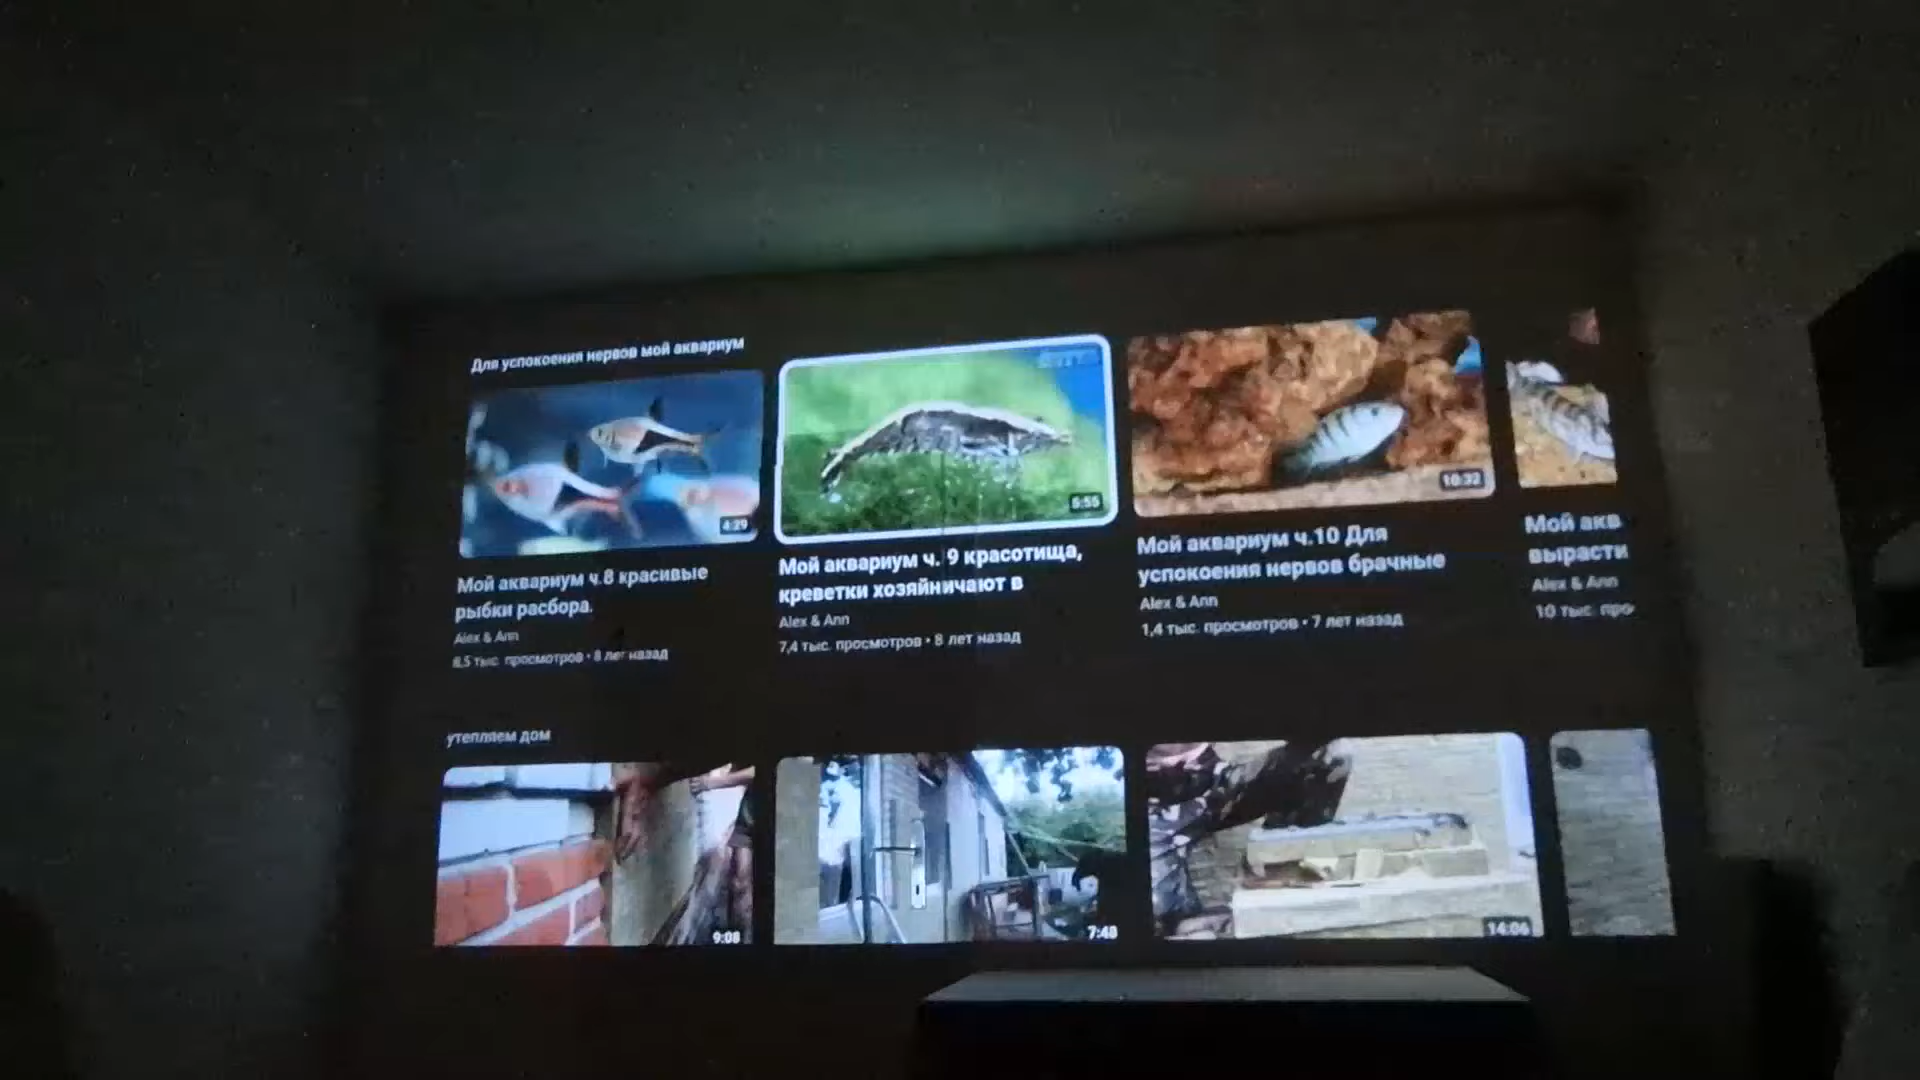 Для успокоения нервов мой аквариум
4:29
5:55
10:32
Мой аквариум ч.8 красивые
рыбки расбора.
Alex & Ann
8,5 тыс. просмотров • 8 лет назад
Мой аквариум ч. 9 красотища,
креветки хозяйничают в
Alex & Ann
7,4 тыс. просмотров • 8 лет назад
Мой аквариум ч.10 Для
успокоения нервов брачные
Alex & Ann
1,4 тыс. просмотров • 7 лет назад
Мой акв
вырасти
Alex & Ann
10 тыс. про
утепляем дом
9:08
7:48
14:06